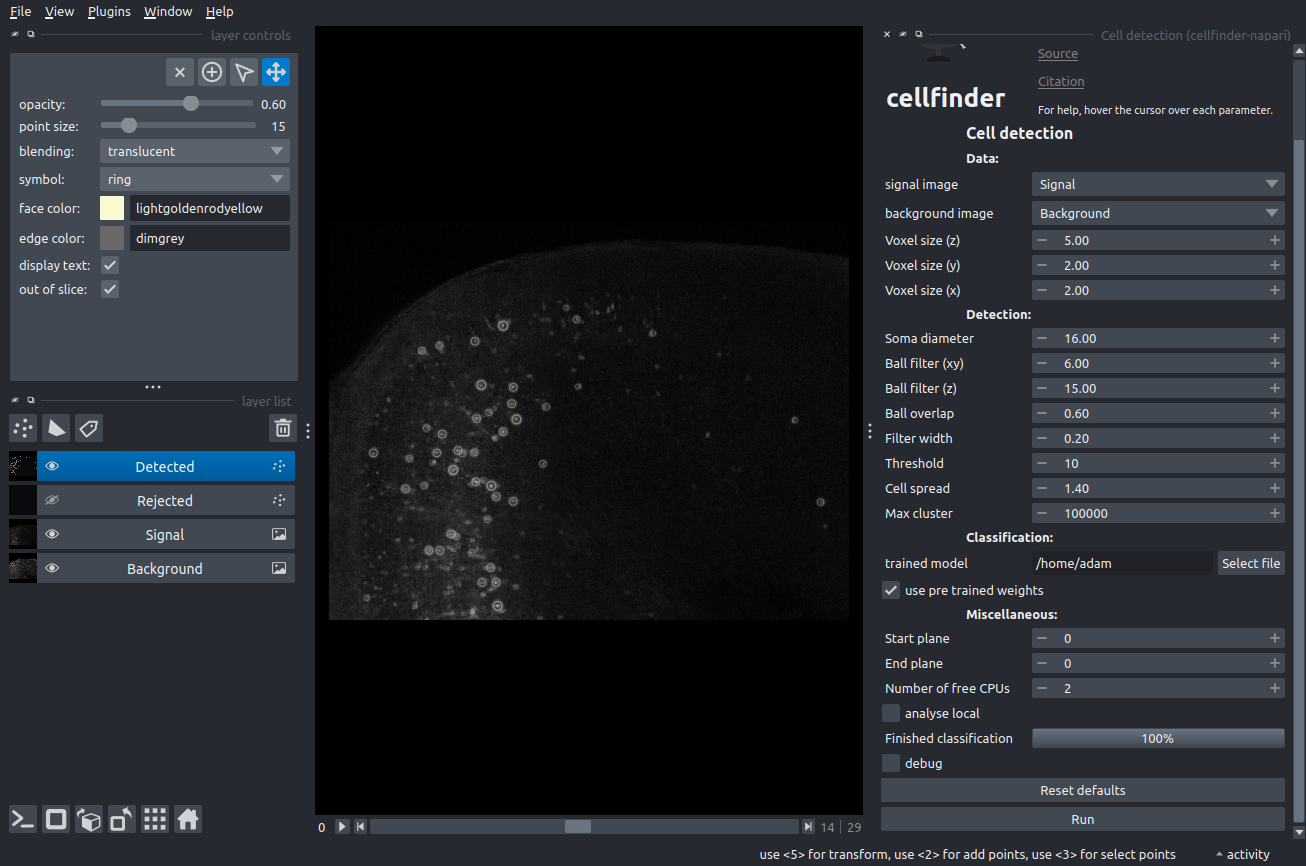 File View Plugins Window Help
layer controls
opacity: 0.60
point size: 15
blending: translucent
symbol: ring
face color: lightgoldenrodyellow
edge color: dimgrey
display text:
out of slice:
layer list
Detected
Rejected
Signal
Background
0 14 29
Cell detection (cellfinder-napari)
Source
Citation
cellfinder
For help, hover the cursor over each parameter.
Cell detection
Data:
signal image Signal
background image Background
Voxel size (z) 5.00
Voxel size (y) 2.00
Voxel size (x) 2.00
Detection:
Soma diameter 16.00
Ball filter (xy) 6.00
Ball filter (z) 15.00
Ball overlap 0.60
Filter width 0.20
Threshold 10
Cell spread 1.40
Max cluster 100000
Classification:
trained model /home/adam Select file
use pre trained weights
Miscellaneous:
Start plane 0
End plane 0
Number of free CPUs 2
analyse local
Finished classification 100%
debug
Reset defaults
Run
use <5> for transform, use <2> for add points, use <3> for select points activity